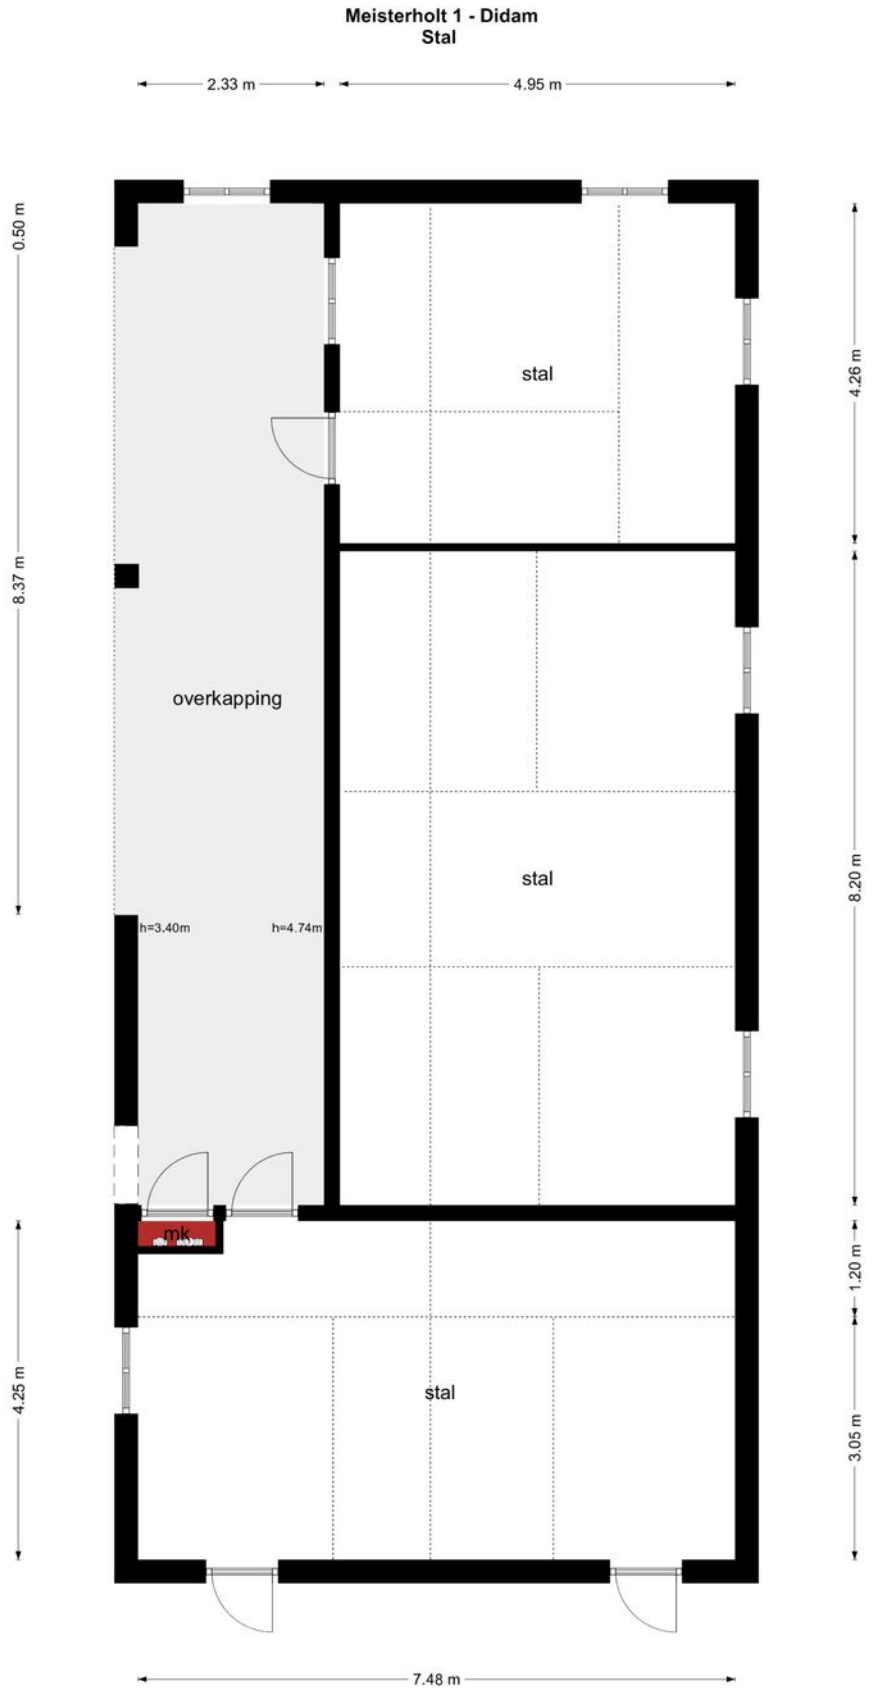 Meisterholt 1 - Didam
Stal
2.33 m
4.95 m
0.50 m
4.26 m
stal
8.37 m
overkapping
8.20 m
stal
h=3.40m
h=4.74m
mk
1.20 m
4.25 m
stal
3.05 m
7.48 m